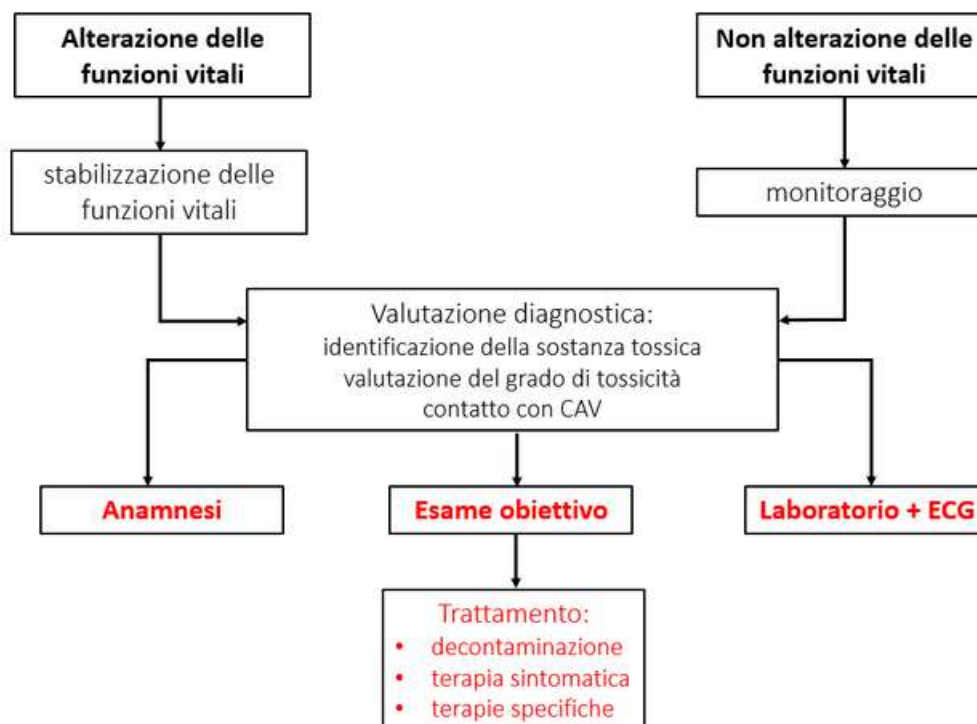 Alterazione delle
funzioni vitali
Non alterazione delle
funzioni vitali
stabilizzazione delle
funzioni vitali
monitoraggio
Valutazione diagnostica:
identificazione della sostanza tossica
valutazione del grado di tossicità
contatto con CAV
Anamnesi
Esame obiettivo
Laboratorio + ECG
Trattamento:
• decontaminazione
• terapia sintomatica
• terapie specifiche